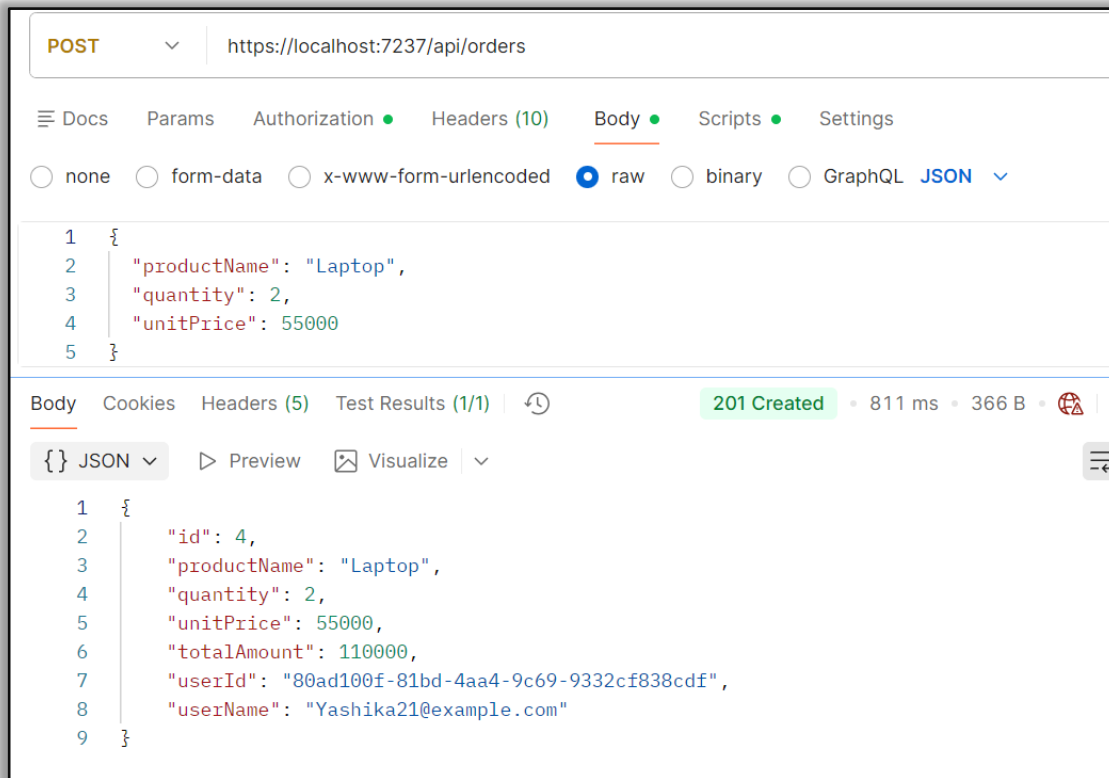 POST https://localhost:7237/api/orders
Docs Params Authorization Headers (10) Body Scripts Settings
none form-data x-www-form-urlencoded raw binary GraphQL JSON
1 {
2 "productName": "Laptop",
3 "quantity": 2,
4 "unitPrice": 55000
5 }
Body Cookies Headers (5) Test Results (1/1) 201 Created 811 ms 366 B
{} JSON Preview Visualize
1 {
2 "id": 4,
3 "productName": "Laptop",
4 "quantity": 2,
5 "unitPrice": 55000,
6 "totalAmount": 110000,
7 "userId": "80ad100f-81bd-4aa4-9c69-9332cf838cdf",
8 "userName": "Yashika21@example.com"
9 }